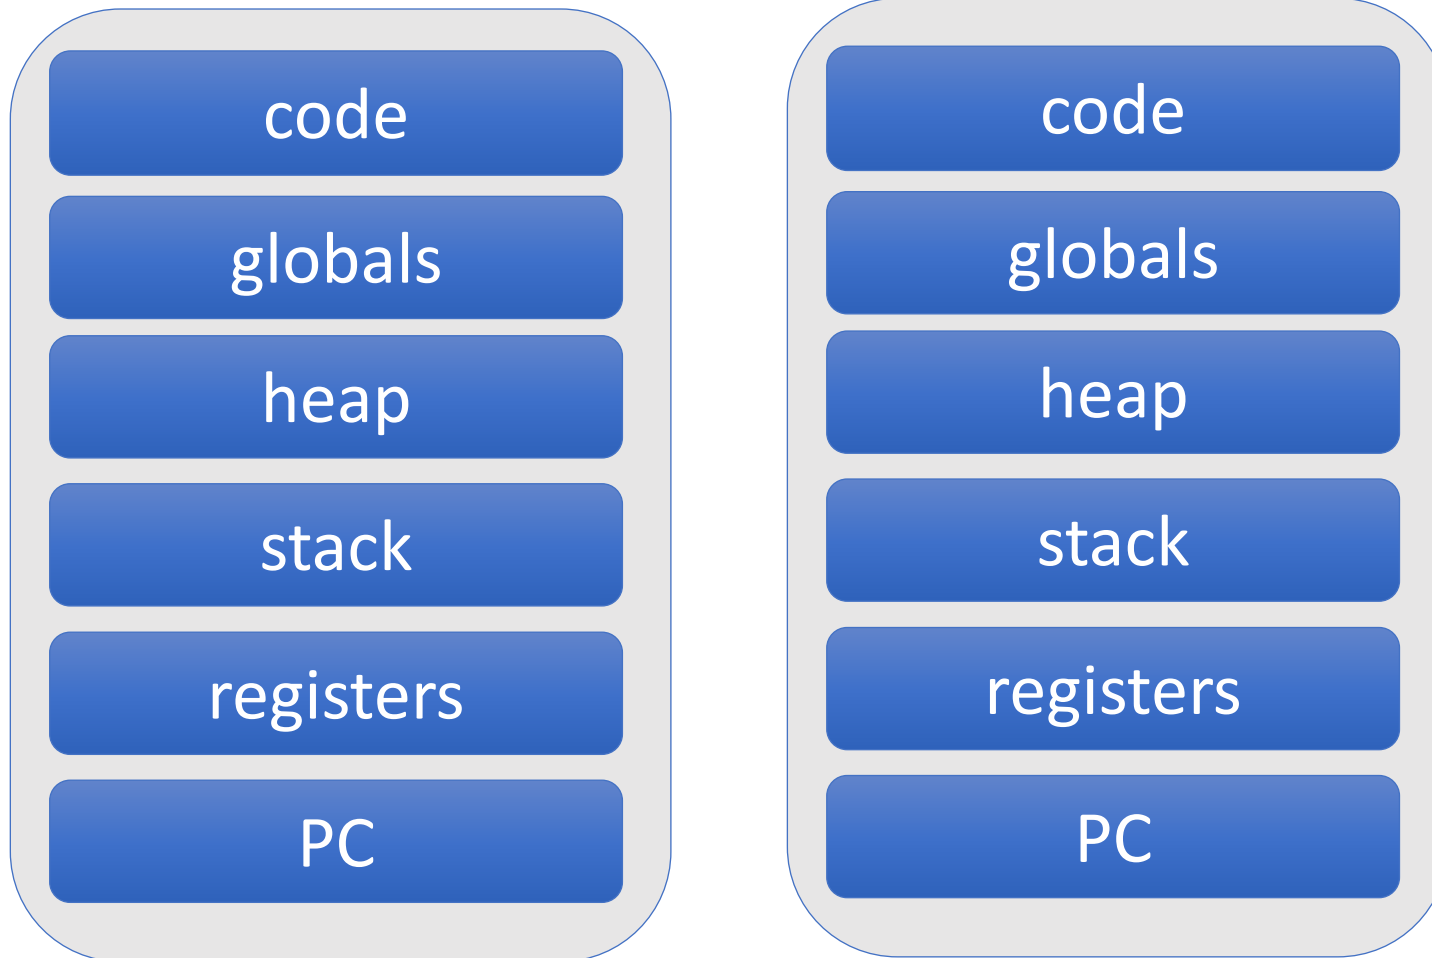 code
globals
heap
stack
registers
PC
code
globals
heap
stack
registers
PC